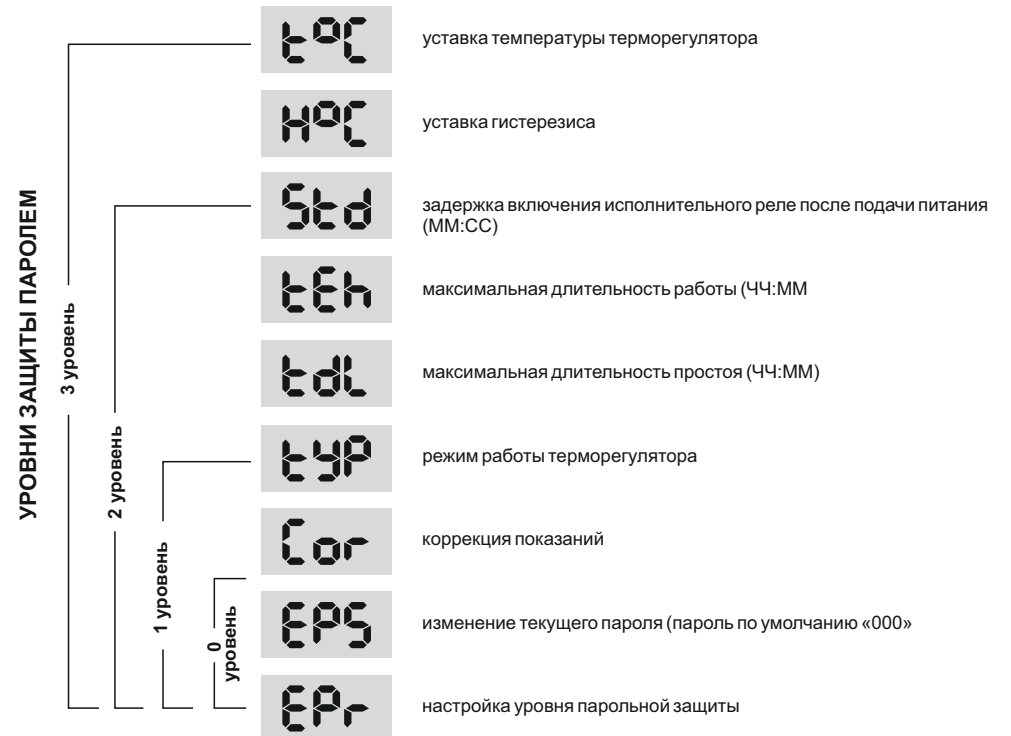 УРОВНИ ЗАЩИТЫ ПАРОЛЕМ
3 уровень
2 уровень
1 уровень
0
уровень
t°C
уставка температуры терморегулятора
H°C
уставка гистерезиса
Std
задержка включения исполнительного реле после подачи питания
(ММ:СС)
tEh
максимальная длительность работы (ЧЧ:ММ
tdL
максимальная длительность простоя (ЧЧ:ММ)
tYP
режим работы терморегулятора
Cor
коррекция показаний
EPS
изменение текущего пароля (пароль по умолчанию «000»
EPr
настройка уровня парольной защиты